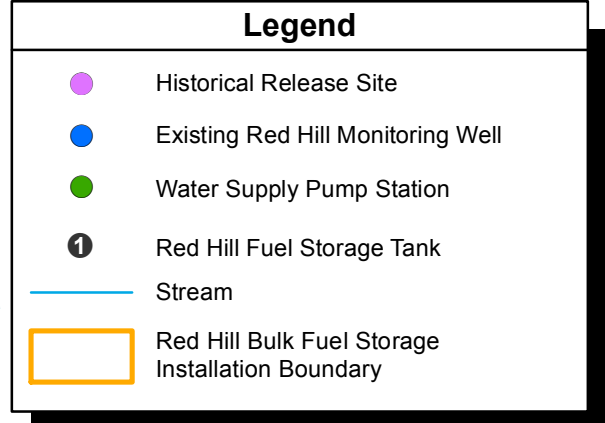 Legend
Historical Release Site
Existing Red Hill Monitoring Well
Water Supply Pump Station
1 Red Hill Fuel Storage Tank
Stream
Red Hill Bulk Fuel Storage
Installation Boundary